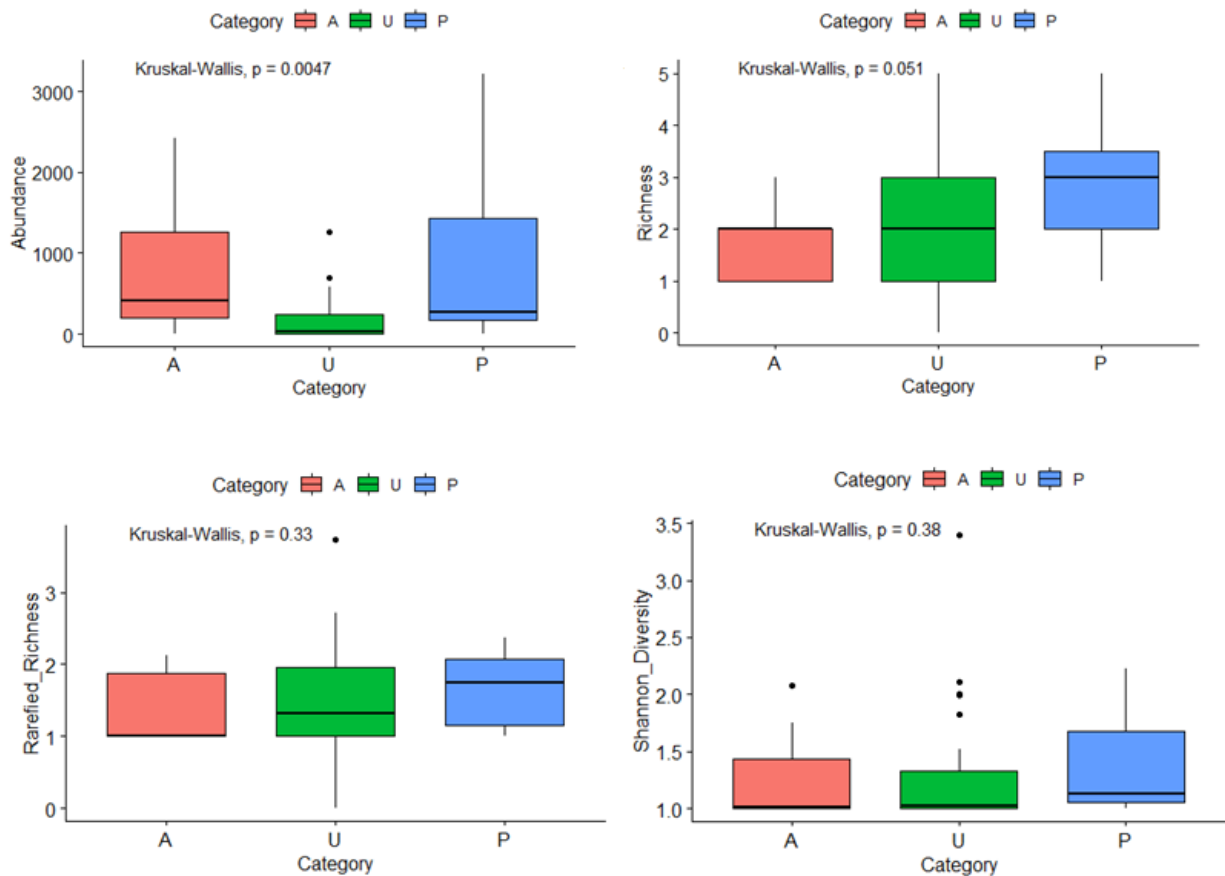 Category A U P
Kruskal-Wallis, p = 0.0047
3000
2000
1000
0
Abundance
A U P
Category
Category A U P
Kruskal-Wallis, p = 0.051
5
4
3
2
1
0
Richness
A U P
Category
Category A U P
Kruskal-Wallis, p = 0.33
3
2
1
0
Rarefied_Richness
A U P
Category
Category A U P
Kruskal-Wallis, p = 0.38
3.5
3.0
2.5
2.0
1.5
1.0
Shannon_Diversity
A U P
Category